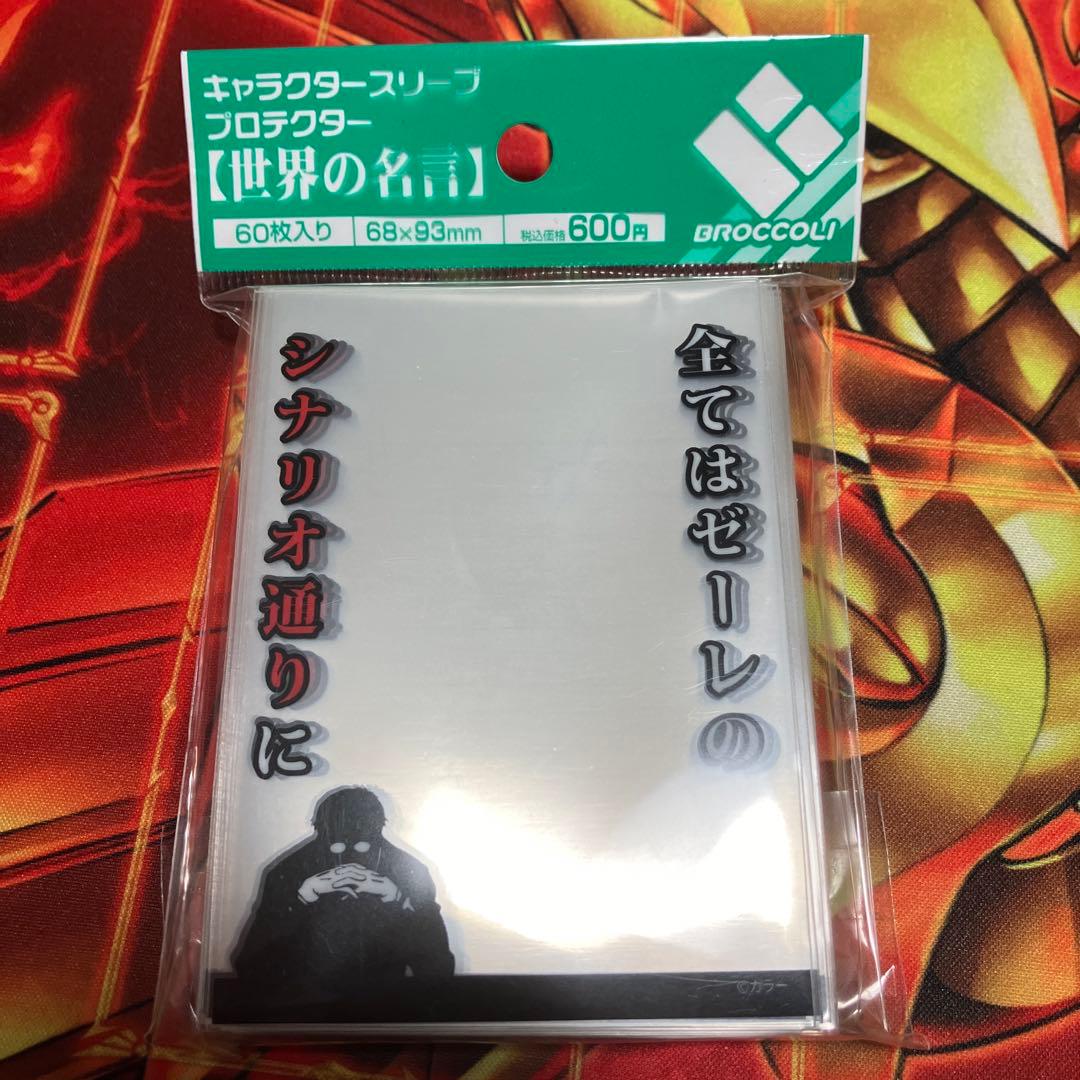 キャラクタースリーブ
プロテクター
【世界の名言】
60枚入り
68×93mm
税込価格600円
BROCCOLI
全てはゼーレの
シナリオ通りに
©カラー